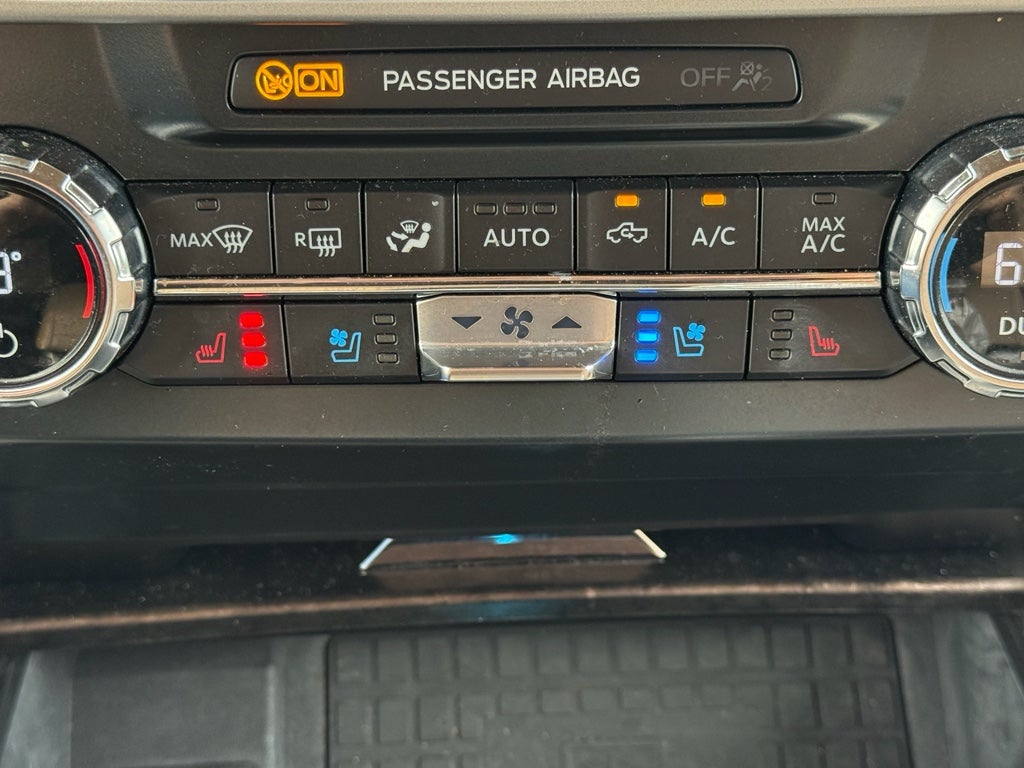 ON PASSENGER AIRBAG OFF
MAX R AUTO A/C MAX
A/C